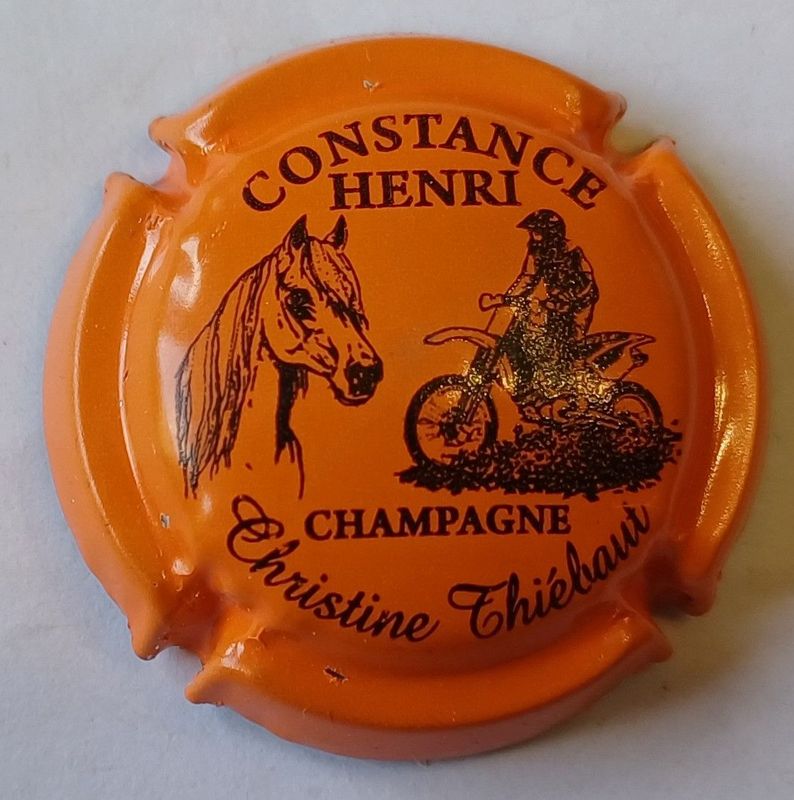 CONSTANCE
HENRI
CHAMPAGNE
Christine Thiébaut